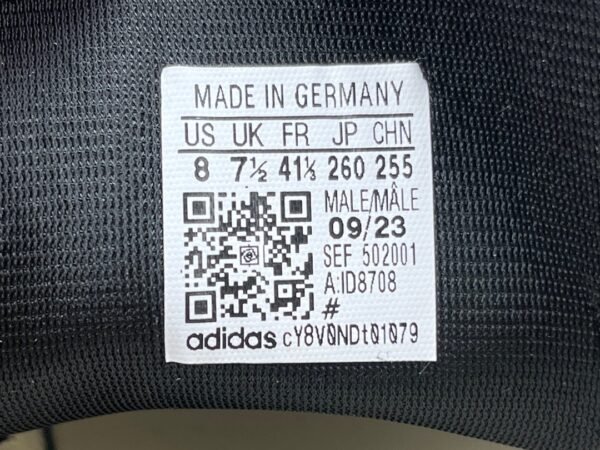 MADE IN GERMANY
US UK FR JP CHN
8 7½ 41⅓ 260 255
MALE/MÂLE
09/23
SEF 502001
A:ID8708
#
adidas cY8V0NDt01079